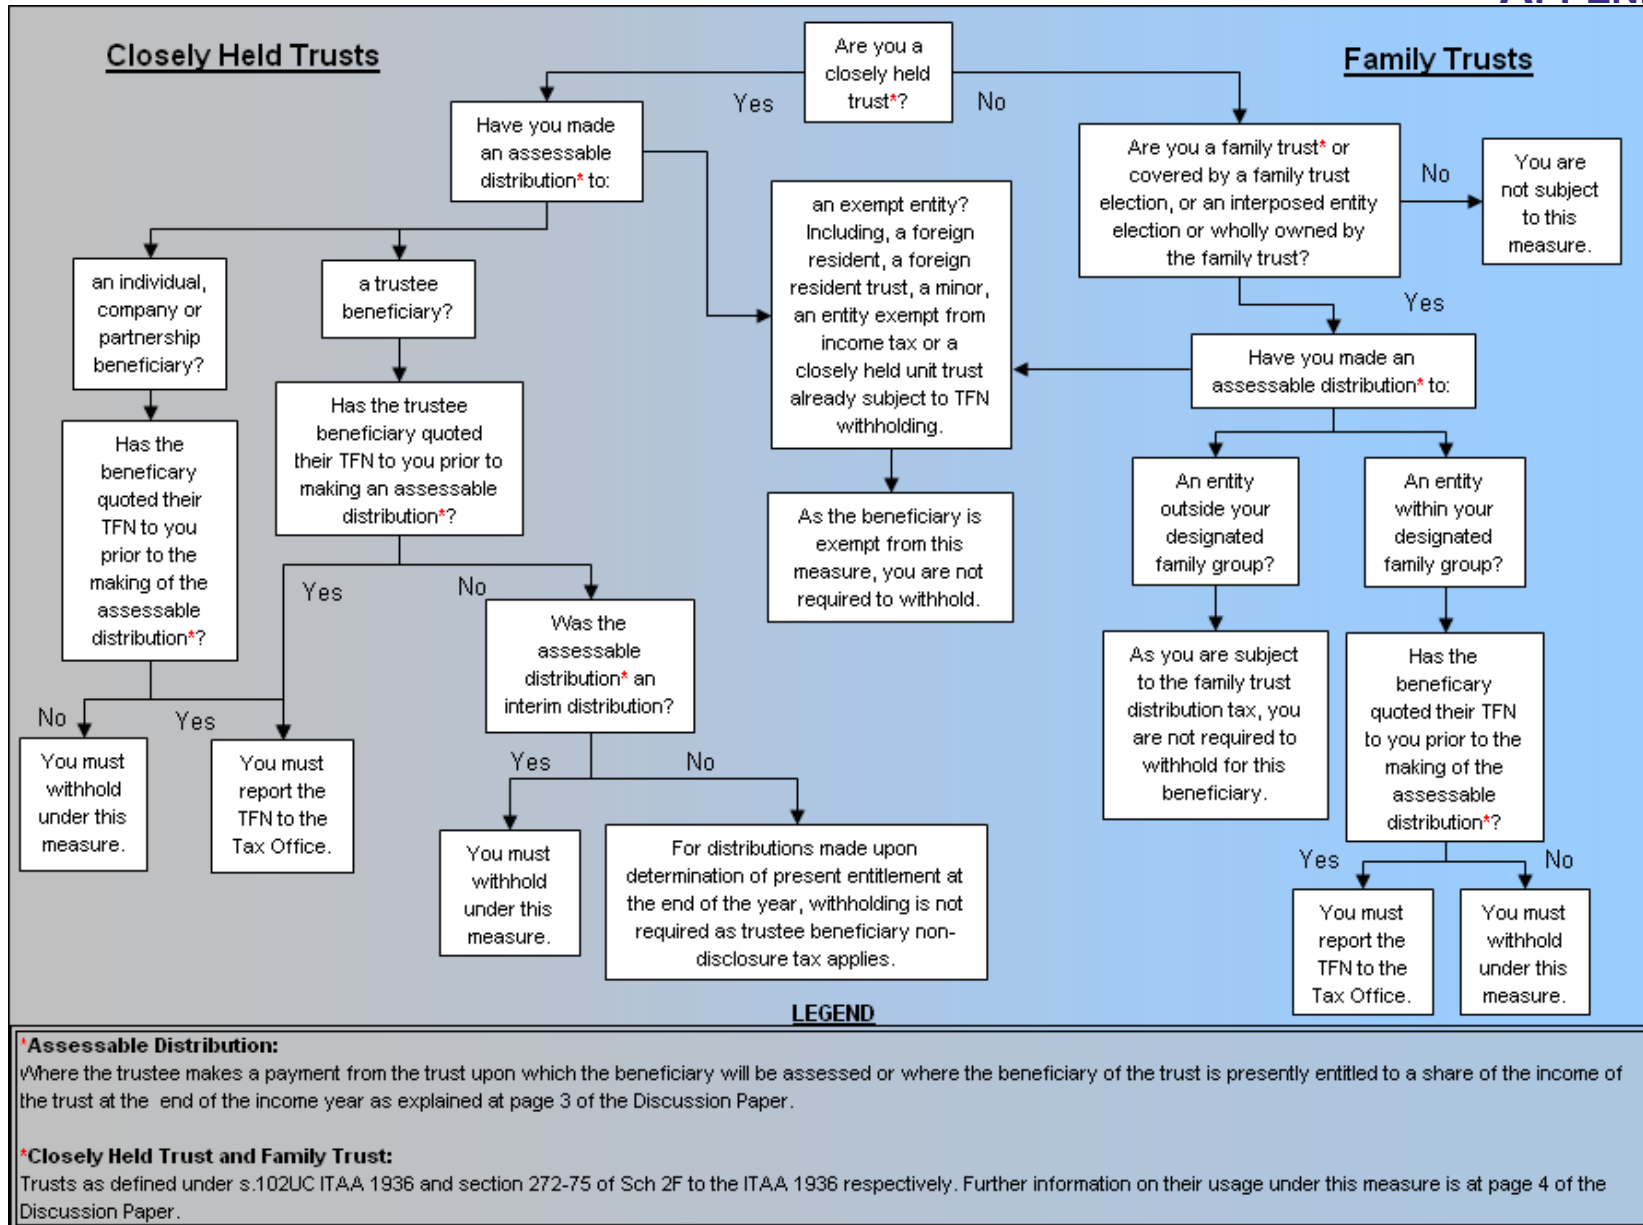 Closely Held Trusts
Are you a
closely held
trust*?
Family Trusts
Yes
No
Have you made
an assessable
distribution* to:
Are you a family trust* or
covered by a family trust
election, or an interposed entity
election or wholly owned by
the family trust?
No
You are
not subject
to this
measure.
an exempt entity?
Including, a foreign
resident, a foreign
resident trust, a minor,
an entity exempt from
income tax or a
closely held unit trust
already subject to TFN
withholding.
an individual,
company or
partnership
beneficiary?
a trustee
beneficiary?
Yes
Have you made an
assessable distribution* to:
Has the
beneficary
quoted their
TFN to you
prior to the
making of the
assessable
distribution*?
Has the trustee
beneficiary quoted
their TFN to you prior to
making an assessable
distribution*?
As the beneficiary is
exempt from this
measure, you are not
required to withhold.
An entity
outside your
designated
family group?
An entity
within your
designated
family group?
Yes
No
Was the
assessable
distribution* an
interim distribution?
As you are subject
to the family trust
distribution tax, you
are not required to
withhold for this
beneficiary.
Has the
beneficary
quoted their TFN
to you prior to the
making of the
assessable
distribution*?
No
Yes
You must
withhold
under this
measure.
You must
report the
TFN to the
Tax Office.
Yes
No
You must
withhold
under this
measure.
For distributions made upon
determination of present entitlement at
the end of the year, withholding is not
required as trustee beneficiary non-
disclosure tax applies.
Yes
No
You must
report the
TFN to the
Tax Office.
You must
withhold
under this
measure.
LEGEND
*Assessable Distribution:
Where the trustee makes a payment from the trust upon which the beneficiary will be assessed or where the beneficiary of the trust is presently entitled to a share of the income of
the trust at the end of the income year as explained at page 3 of the Discussion Paper.
*Closely Held Trust and Family Trust:
Trusts as defined under s.102UC ITAA 1936 and section 272-75 of Sch 2F to the ITAA 1936 respectively. Further information on their usage under this measure is at page 4 of the
Discussion Paper.